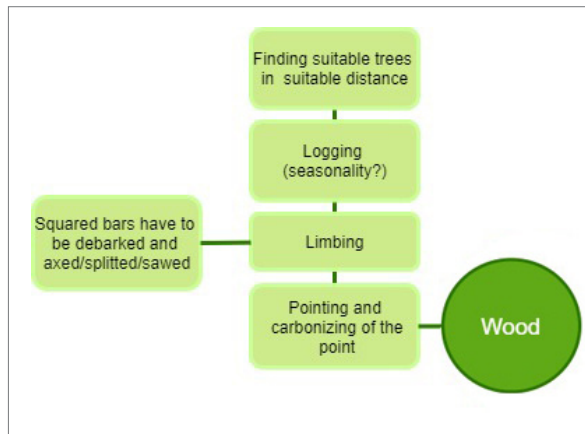 Finding suitable trees
in suitable distance
Logging
(seasonality?)
Squared bars have to
be debarked and
axed/splitted/sawed
Limbing
Pointing and
carbonizing of the
point
Wood